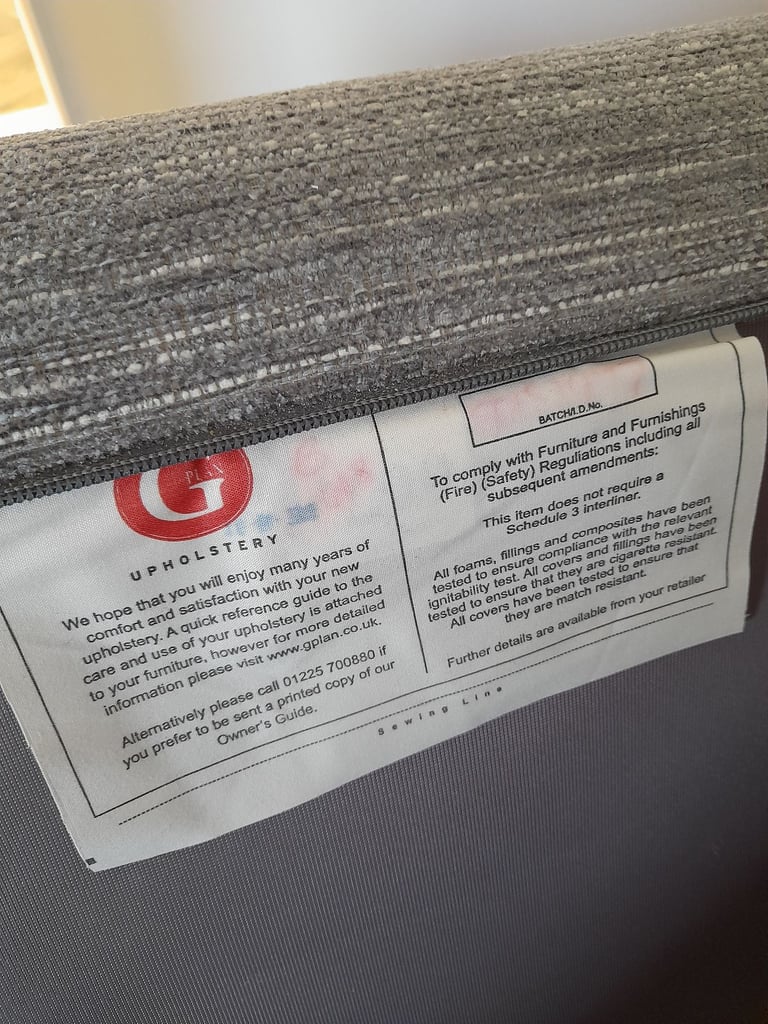 G
PLAN
UPHOLSTERY
We hope that you will enjoy many years of
comfort and satisfaction with your new
upholstery. A quick reference guide to the
care and use of your upholstery is attached
to your furniture, however for more detailed
information please visit www.gplan.co.uk.
Alternatively please call 01225 700880 if
you prefer to be sent a printed copy of our
Owner's Guide.
BATCH/I.D.No.
To comply with Furniture and Furnishings
(Fire) (Safety) Reguliations including all
subsequent amendments:
This item does not require a
Schedule 3 interliner.
All foams, fillings and composites have been
tested to ensure compliance with the relevant
ignitability test. All covers and fillings have been
tested to ensure that they are cigarette resistant.
All covers have been tested to ensure that
they are match resistant.
Further details are available from your retailer
Sewing Line